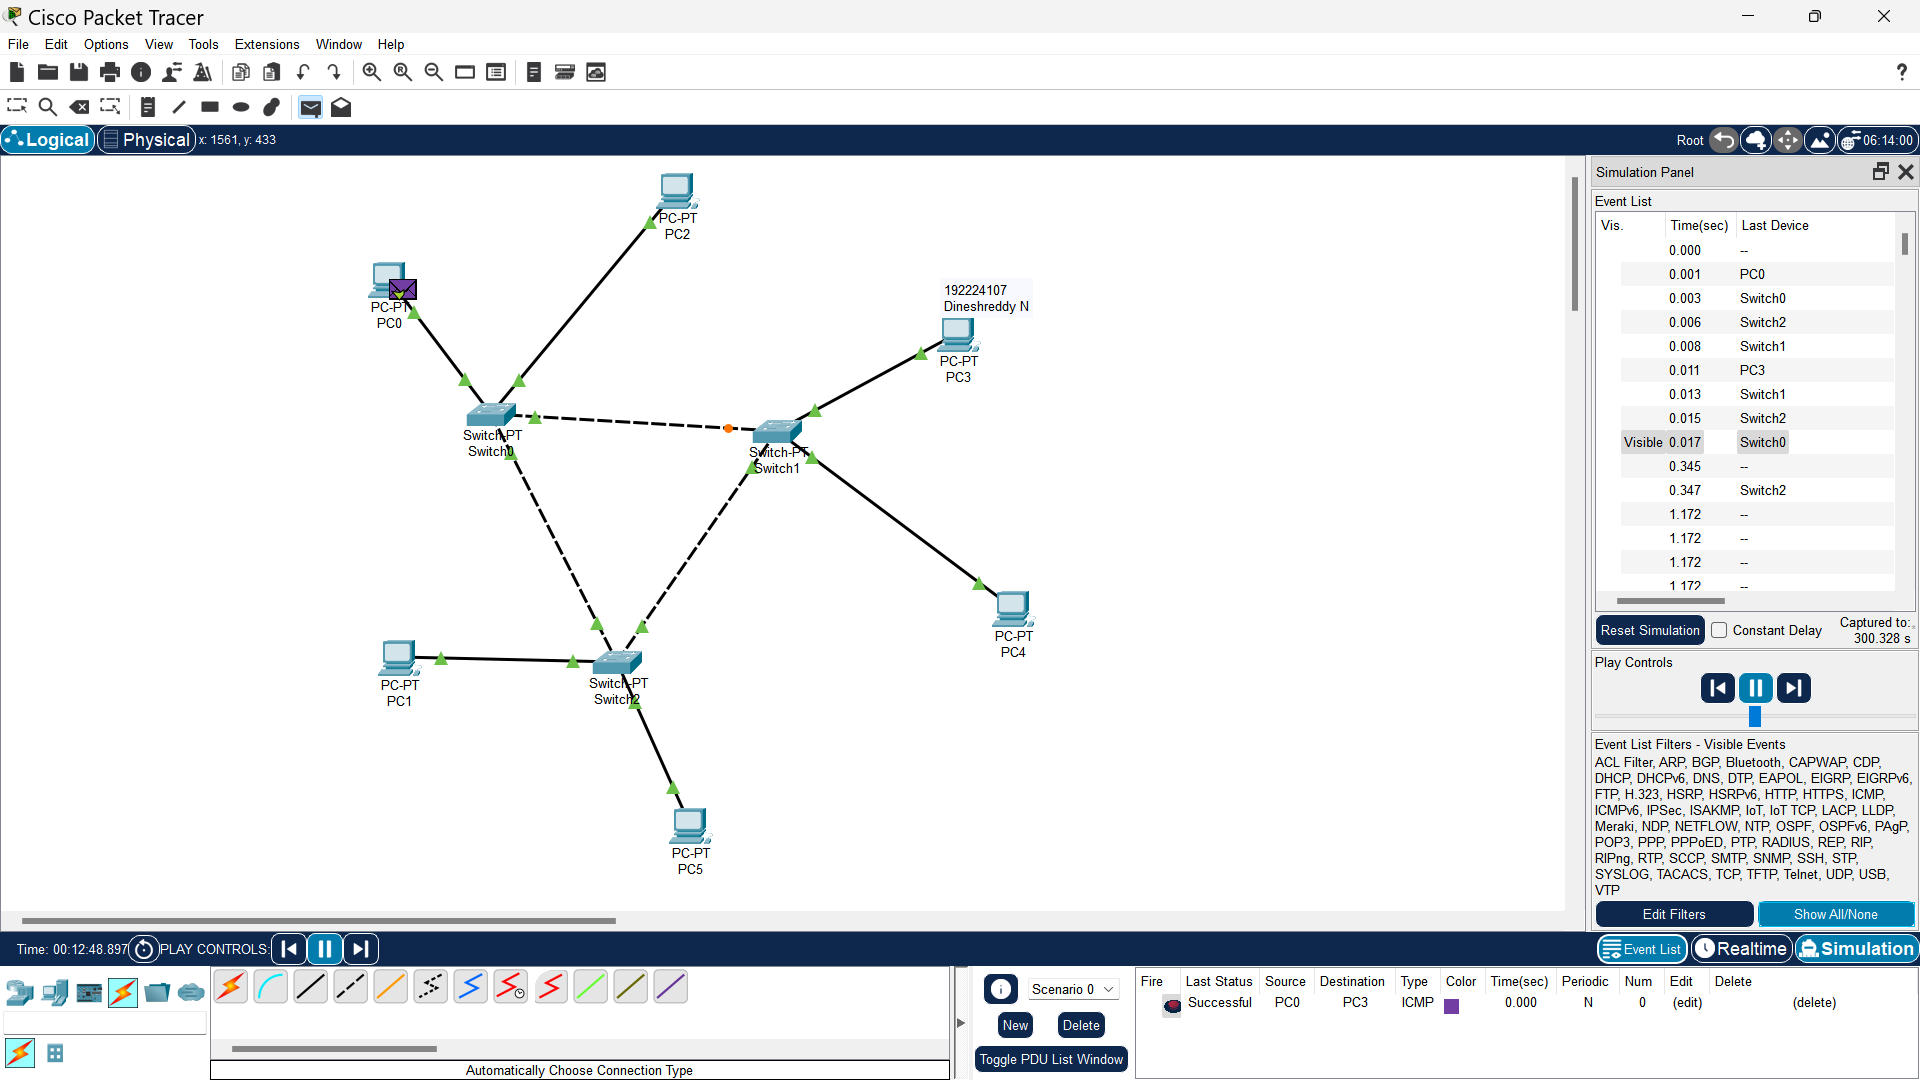 Cisco Packet Tracer
File Edit Options View Tools Extensions Window Help
Logical Physical x: 1561, y: 433
Root 06:14:00
PC-PT
PC2
PC-PT
PC0
192224107
Dineshreddy N
PC-PT
PC3
Switch-PT
Switch0
Switch-PT
Switch1
PC-PT
PC4
PC-PT
PC1
Switch-PT
Switch2
PC-PT
PC5
Simulation Panel
Event List
Vis. Time(sec) Last Device
0.000 --
0.001 PC0
0.003 Switch0
0.006 Switch2
0.008 Switch1
0.011 PC3
0.013 Switch1
0.015 Switch2
Visible 0.017 Switch0
0.345 --
0.347 Switch2
1.172 --
1.172 --
1.172 --
1.172 --
Reset Simulation Constant Delay Captured to:
300.328 s
Play Controls
Event List Filters - Visible Events
ACL Filter, ARP, BGP, Bluetooth, CAPWAP, CDP,
DHCP, DHCPv6, DNS, DTP, EAPOL, EIGRP, EIGRPv6,
FTP, H.323, HSRP, HSRPv6, HTTP, HTTPS, ICMP,
ICMPv6, IPSec, ISAKMP, IoT, IoT TCP, LACP, LLDP,
Meraki, NDP, NETFLOW, NTP, OSPF, OSPFv6, PAgP,
POP3, PPP, PPPoED, PTP, RADIUS, REP, RIP,
RIPng, RTP, SCCP, SMTP, SNMP, SSH, STP,
SYSLOG, TACACS, TCP, TFTP, Telnet, UDP, USB,
VTP
Edit Filters Show All/None
Time: 00:12:48.897 PLAY CONTROLS:
Event List Realtime Simulation
Scenario 0
New Delete
Toggle PDU List Window
Fire Last Status Source Destination Type Color Time(sec) Periodic Num Edit Delete
Successful PC0 PC3 ICMP 0.000 N 0 (edit) (delete)
Automatically Choose Connection Type